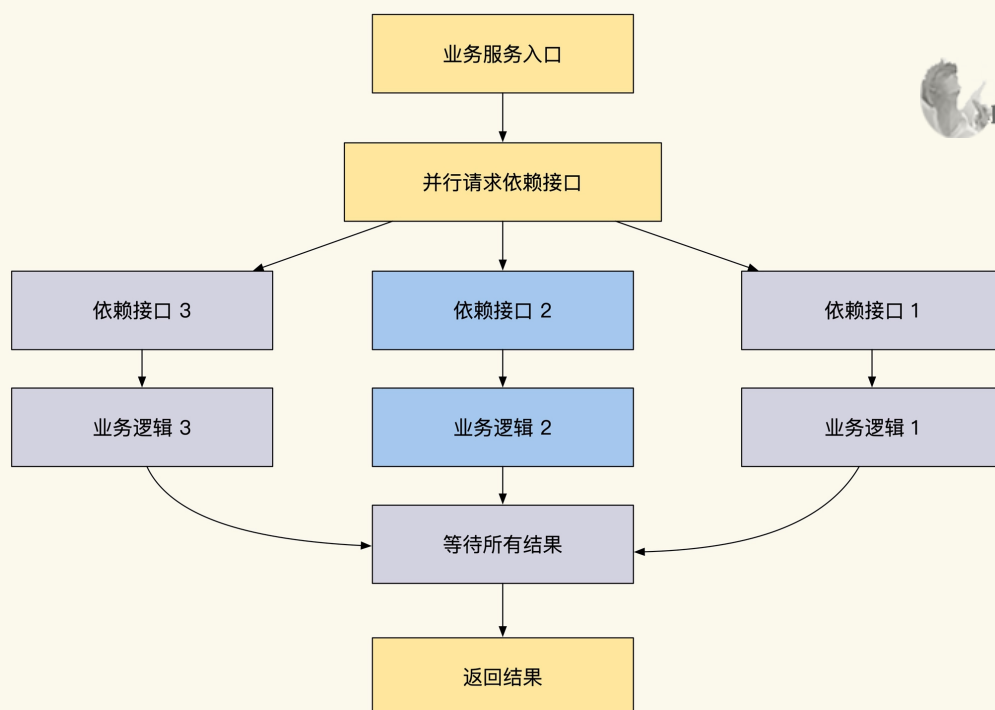 业务服务入口
并行请求依赖接口
依赖接口 3
依赖接口 2
依赖接口 1
业务逻辑 3
业务逻辑 2
业务逻辑 1
等待所有结果
返回结果